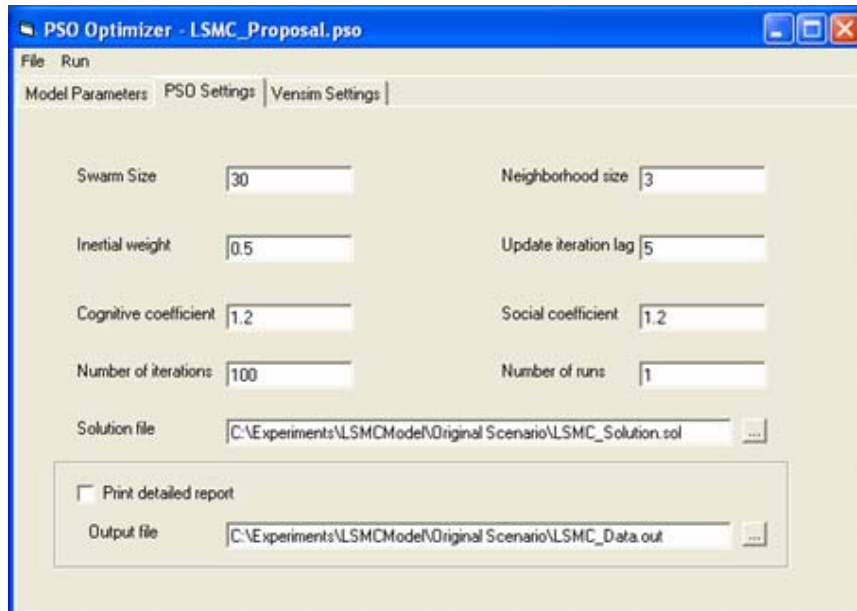 PSO Optimizer - LSMC_Proposal.pso
File Run
Model Parameters PSO Settings Vensim Settings
Swarm Size 30 Neighborhood size 3
Inertial weight 0.5 Update iteration lag 5
Cognitive coefficient 1.2 Social coefficient 1.2
Number of iterations 100 Number of runs 1
Solution file C:\Experiments\LSMCModel\Original Scenario\LSMC_Solution.sol ...
Print detailed report
Output file C:\Experiments\LSMCModel\Original Scenario\LSMC_Data.out ...